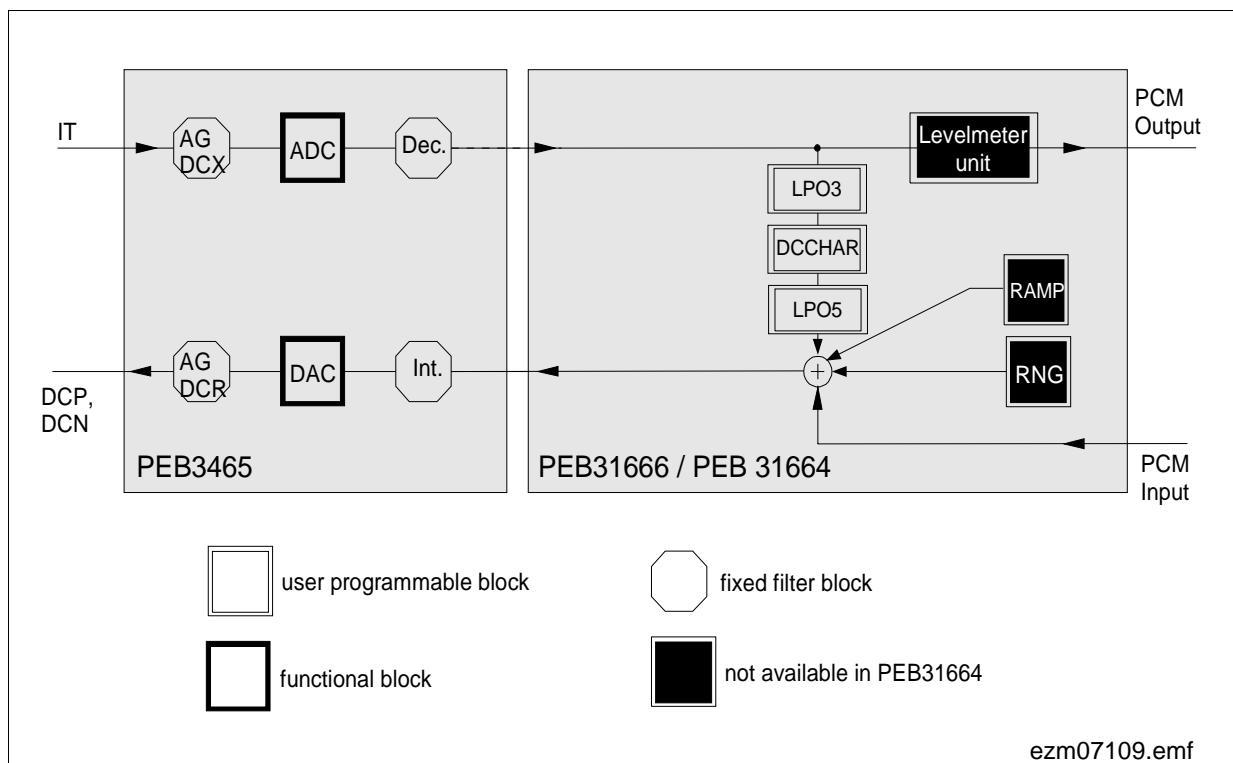 IT
AG
DCX
ADC
Dec.
Levelmeter
unit
PCM
Output
LPO3
DCCHAR
LPO5
RAMP
RNG
+
DCP,
DCN
AG
DCR
DAC
Int.
PCM
Input
PEB3465
PEB31666 / PEB 31664
user programmable block
fixed filter block
functional block
not available in PEB31664
ezm07109.emf